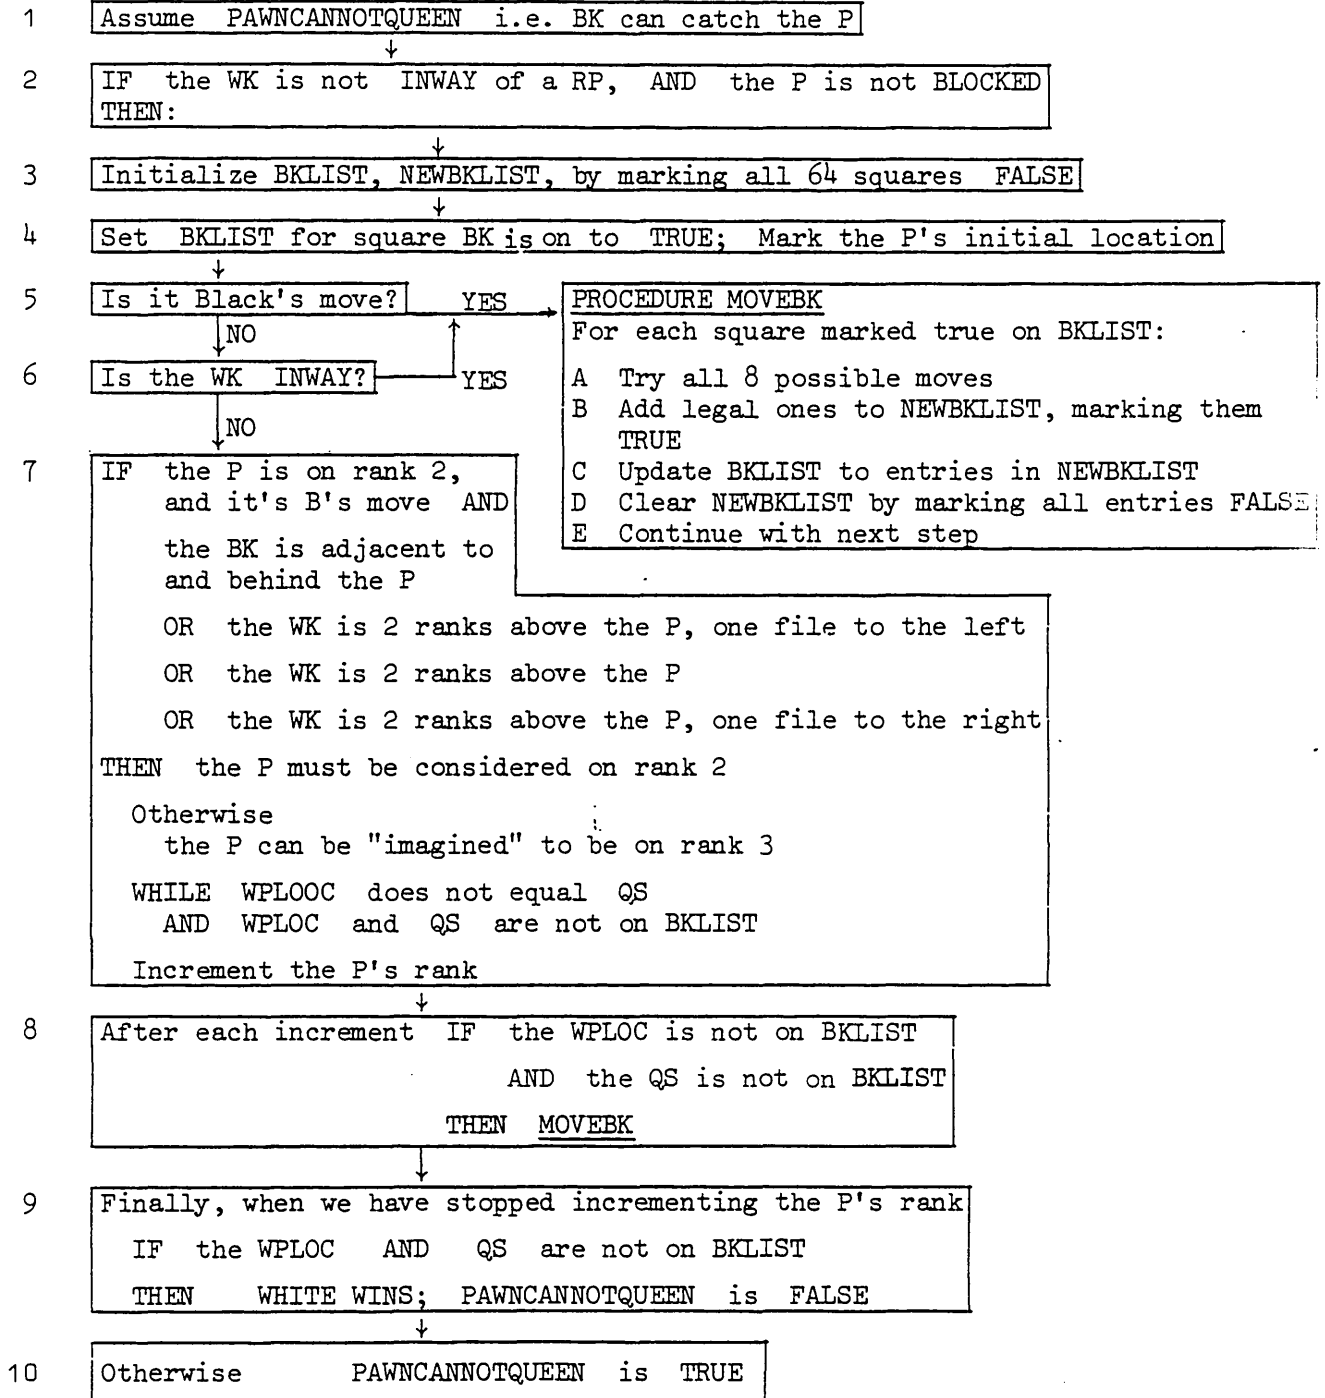 1 Assume PAWNCANNOTQUEEN i.e. BK can catch the P
2 IF the WK is not INWAY of a RP, AND the P is not BLOCKED
THEN:
3 Initialize BKLIST, NEWBKLIST, by marking all 64 squares FALSE
4 Set BKLIST for square BK is on to TRUE; Mark the P's initial location
5 Is it Black's move? YES
NO
6 Is the WK INWAY? YES
NO
PROCEDURE MOVEBK
For each square marked true on BKLIST:
A Try all 8 possible moves
B Add legal ones to NEWBKLIST, marking them
TRUE
C Update BKLIST to entries in NEWBKLIST
D Clear NEWBKLIST by marking all entries FALSE
E Continue with next step
7 IF the P is on rank 2,
and it's B's move AND
the BK is adjacent to
and behind the P
OR the WK is 2 ranks above the P, one file to the left
OR the WK is 2 ranks above the P
OR the WK is 2 ranks above the P, one file to the right
THEN the P must be considered on rank 2
Otherwise
the P can be "imagined" to be on rank 3
WHILE WPLOOC does not equal QS
AND WPLOC and QS are not on BKLIST
Increment the P's rank
8 After each increment IF the WPLOC is not on BKLIST
AND the QS is not on BKLIST
THEN MOVEBK
9 Finally, when we have stopped incrementing the P's rank
IF the WPLOC AND QS are not on BKLIST
THEN WHITE WINS; PAWNCANNOTQUEEN is FALSE
10 Otherwise PAWNCANNOTQUEEN is TRUE